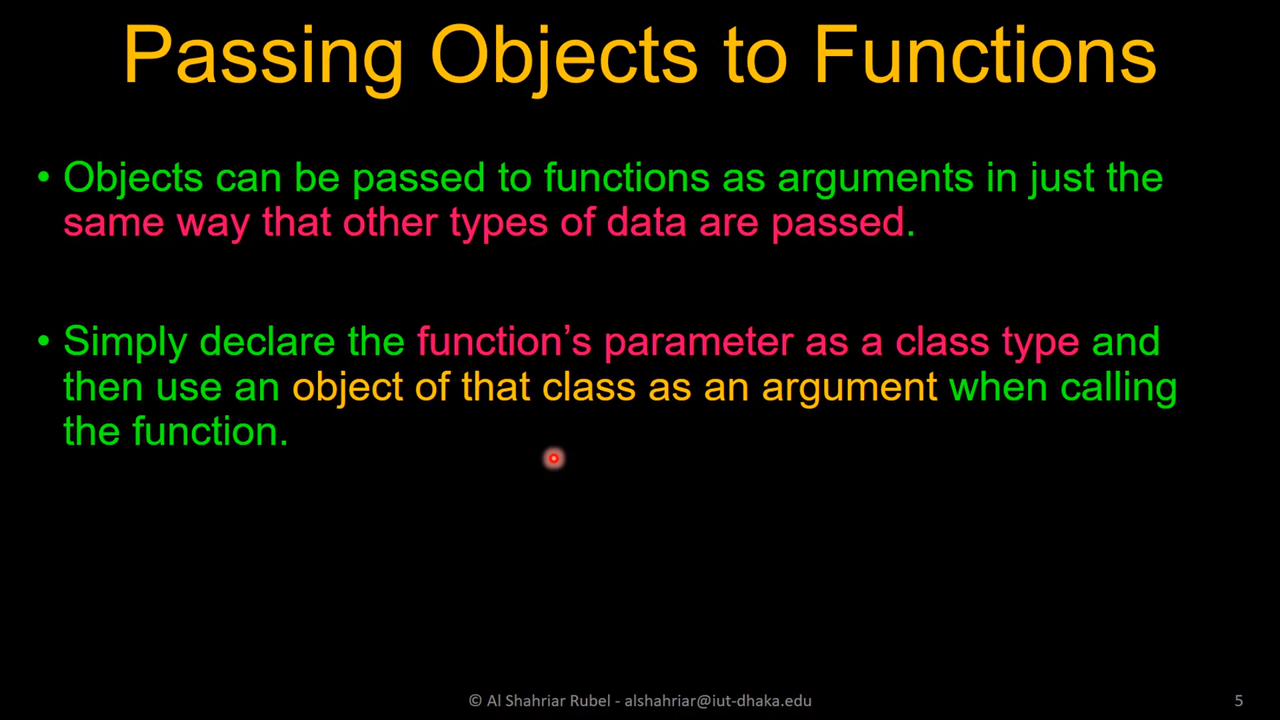 Passing Objects to Functions
• Objects can be passed to functions as arguments in just the
same way that other types of data are passed.
• Simply declare the function’s parameter as a class type and
then use an object of that class as an argument when calling
the function.
© Al Shahriar Rubel - alshahriar@iut-dhaka.edu
5